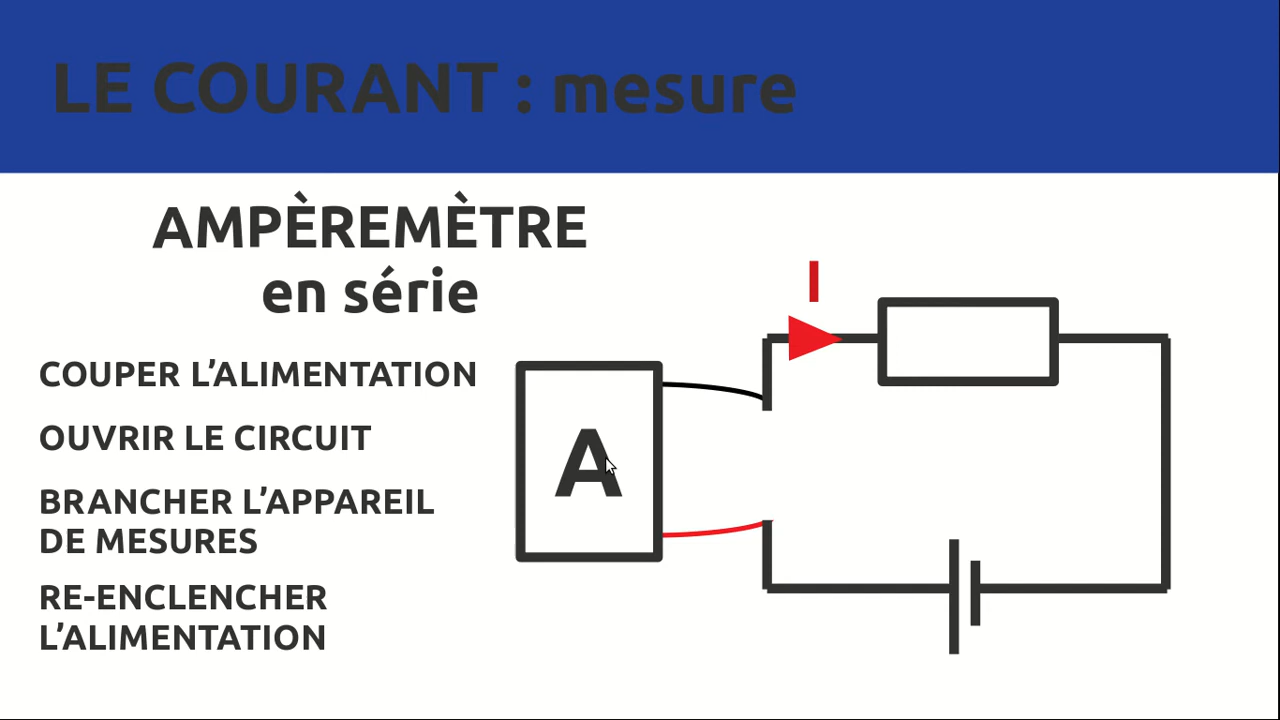 LE COURANT : mesure
AMPÈREMÈTRE
en série
COUPER L’ALIMENTATION
OUVRIR LE CIRCUIT
BRANCHER L’APPAREIL
DE MESURES
RE-ENCLENCHER
L’ALIMENTATION
A
I